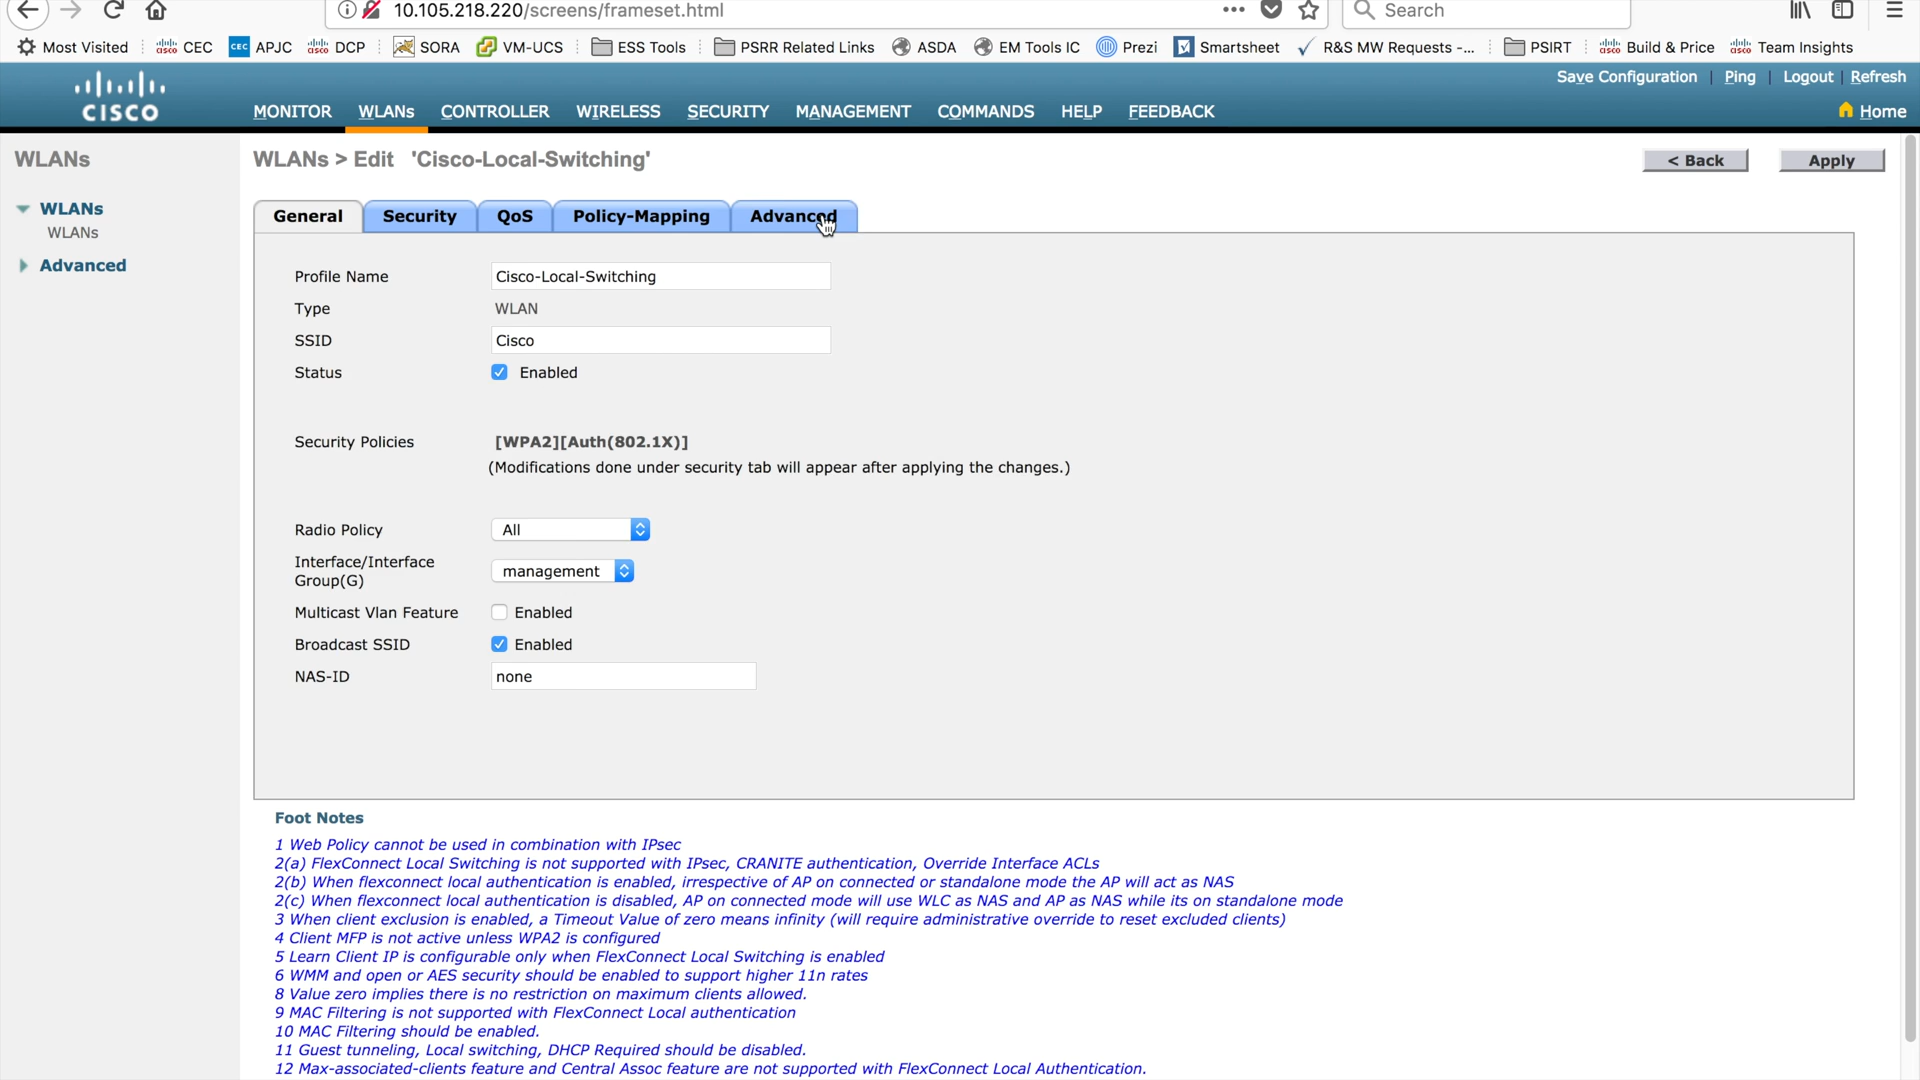 10.105.218.220/screens/frameset.html
Search
Most Visited CEC CEC APJC DCP SORA VM-UCS ESS Tools PSRR Related Links ASDA EM Tools IC Prezi Smartsheet R&S MW Requests -... PSIRT Build & Price Team Insights
Save Configuration | Ping | Logout | Refresh
CISCO
MONITOR WLANs CONTROLLER WIRELESS SECURITY MANAGEMENT COMMANDS HELP FEEDBACK Home
WLANs
WLANs
WLANs
Advanced
WLANs > Edit 'Cisco-Local-Switching'
< Back Apply
General Security QoS Policy-Mapping Advanced
Profile Name Cisco-Local-Switching
Type WLAN
SSID Cisco
Status Enabled
Security Policies [WPA2][Auth(802.1X)]
(Modifications done under security tab will appear after applying the changes.)
Radio Policy All
Interface/Interface
Group(G) management
Multicast Vlan Feature Enabled
Broadcast SSID Enabled
NAS-ID none
Foot Notes
1 Web Policy cannot be used in combination with IPsec
2(a) FlexConnect Local Switching is not supported with IPsec, CRANITE authentication, Override Interface ACLs
2(b) When flexconnect local authentication is enabled, irrespective of AP on connected or standalone mode the AP will act as NAS
2(c) When flexconnect local authentication is disabled, AP on connected mode will use WLC as NAS and AP as NAS while its on standalone mode
3 When client exclusion is enabled, a Timeout Value of zero means infinity (will require administrative override to reset excluded clients)
4 Client MFP is not active unless WPA2 is configured
5 Learn Client IP is configurable only when FlexConnect Local Switching is enabled
6 WMM and open or AES security should be enabled to support higher 11n rates
8 Value zero implies there is no restriction on maximum clients allowed.
9 MAC Filtering is not supported with FlexConnect Local authentication
10 MAC Filtering should be enabled.
11 Guest tunneling, Local switching, DHCP Required should be disabled.
12 Max-associated-clients feature and Central Assoc feature are not supported with FlexConnect Local Authentication.